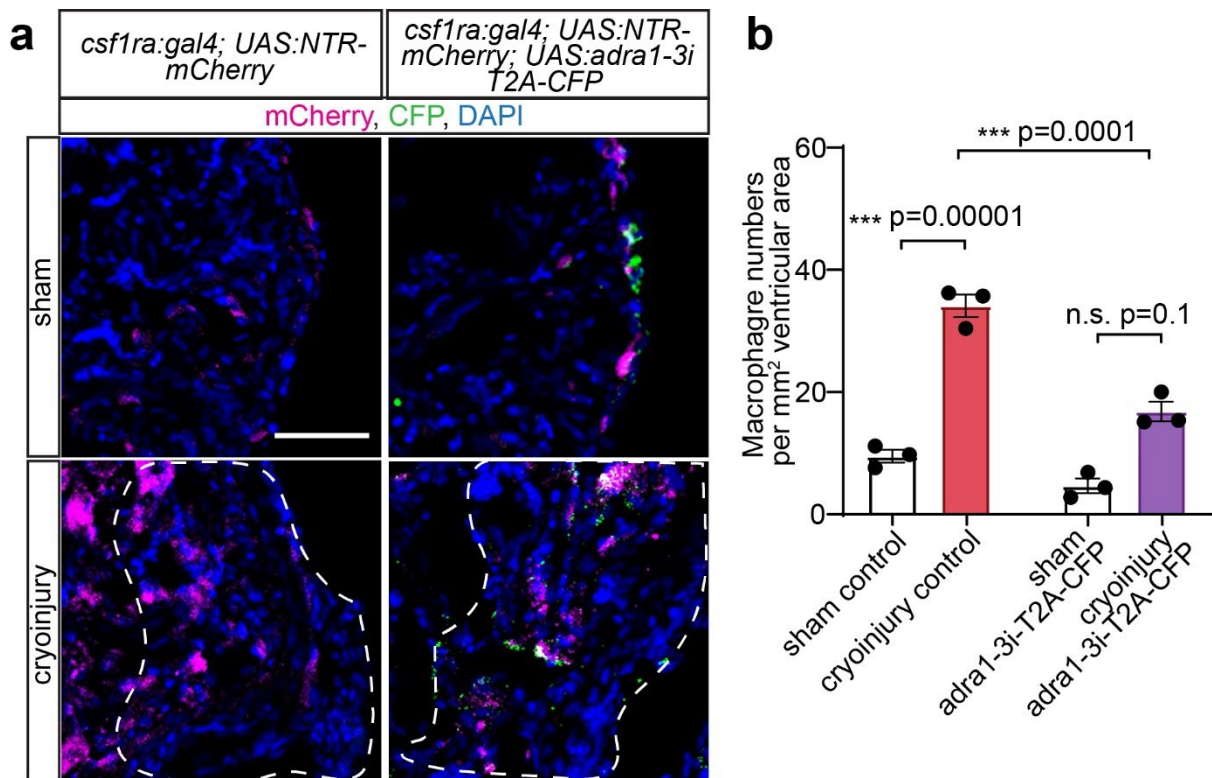 a
csf1ra:gal4; UAS:NTR-
mCherry
csf1ra:gal4; UAS:NTR-
mCherry; UAS:adra1-3i
T2A-CFP
mCherry, CFP, DAPI
sham
cryoinjury
b
Macrophagre numbers
per mm² ventricular area
60
40
20
0
*** p=0.0001
*** p=0.00001
n.s. p=0.1
sham control
cryoinjury control
sham
adra1-3i-T2A-CFP
cryoinjury
adra1-3i-T2A-CFP